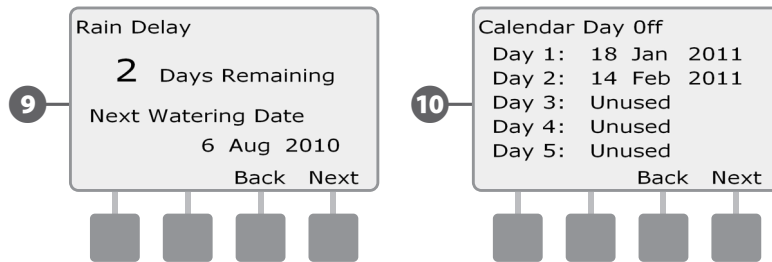 9
Rain Delay
2 Days Remaining
Next Watering Date
6 Aug 2010
Back Next
10
Calendar Day 0ff
Day 1: 18 Jan 2011
Day 2: 14 Feb 2011
Day 3: Unused
Day 4: Unused
Day 5: Unused
Back Next